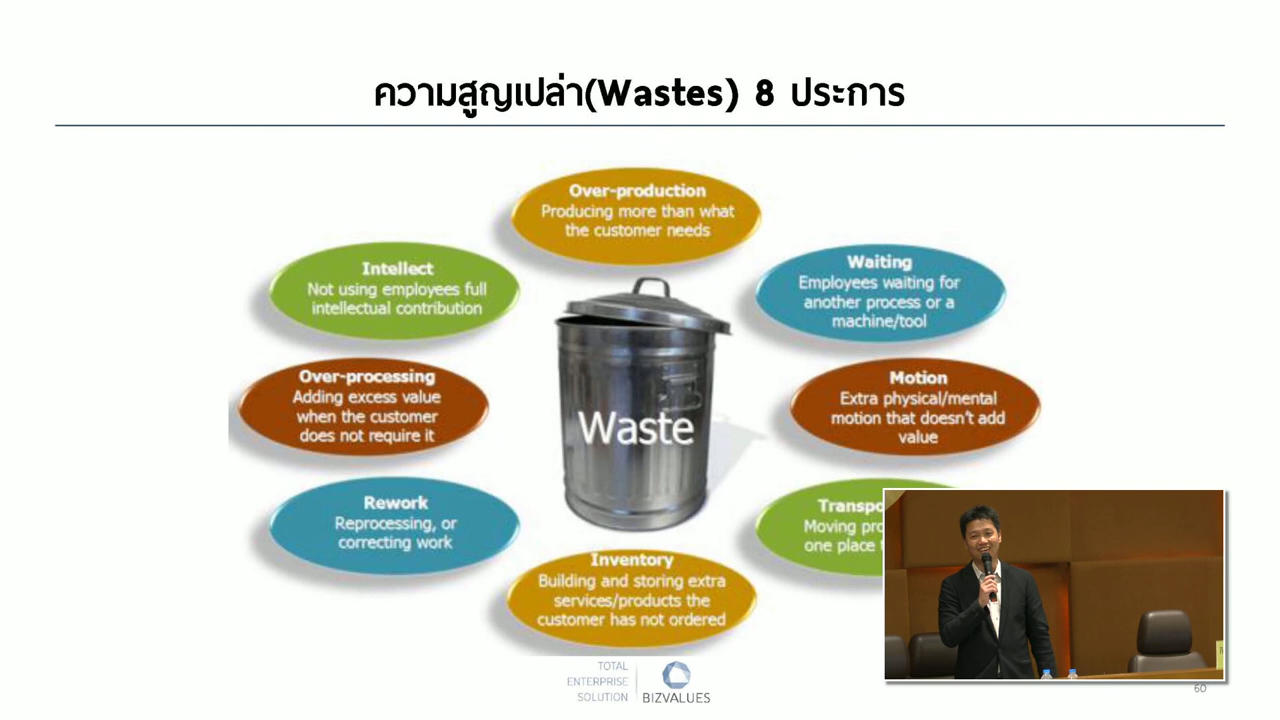 ความสูญเปล่า(Wastes) 8 ประการ
Over-production
Producing more than what
the customer needs
Intellect
Not using employees full
intellectual contribution
Waiting
Employees waiting for
another process or a
machine/tool
Over-processing
Adding excess value
when the customer
does not require it
Motion
Extra physical/mental
motion that doesn't add
value
Waste
Rework
Reprocessing, or
correcting work
Moving
one place
Inventory
Building and storing extra
services/products the
customer has not ordered
TOTAL
ENTERPRISE
SOLUTION
BIZVALUES
60